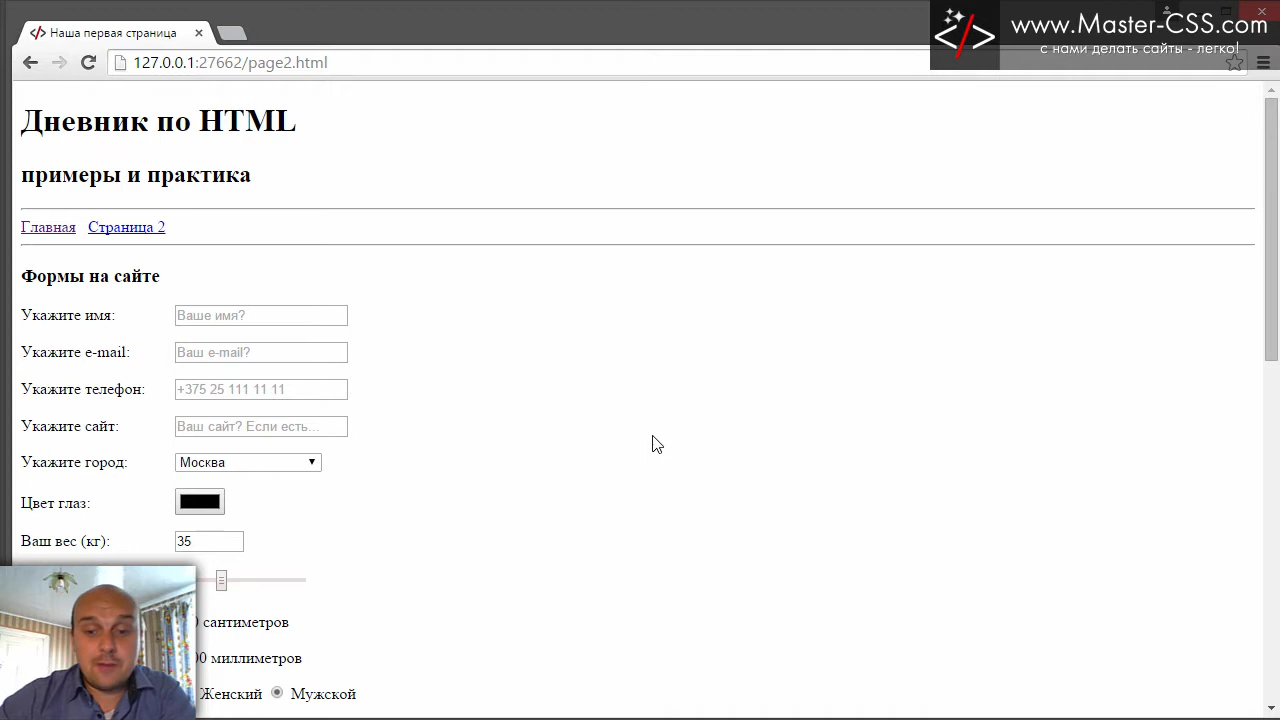 Наша первая страница
www.Master-CSS.com
с нами делать сайты - легко!
127.0.0.1:27662/page2.html
Дневник по HTML
примеры и практика
Главная Страница 2
Формы на сайте
Укажите имя: Ваше имя?
Укажите e-mail: Ваш e-mail?
Укажите телефон: +375 25 111 11 11
Укажите сайт: Ваш сайт? Если есть...
Укажите город: Москва
Цвет глаз:
Ваш вес (кг): 35
сантиметров
миллиметров
Женский Мужской